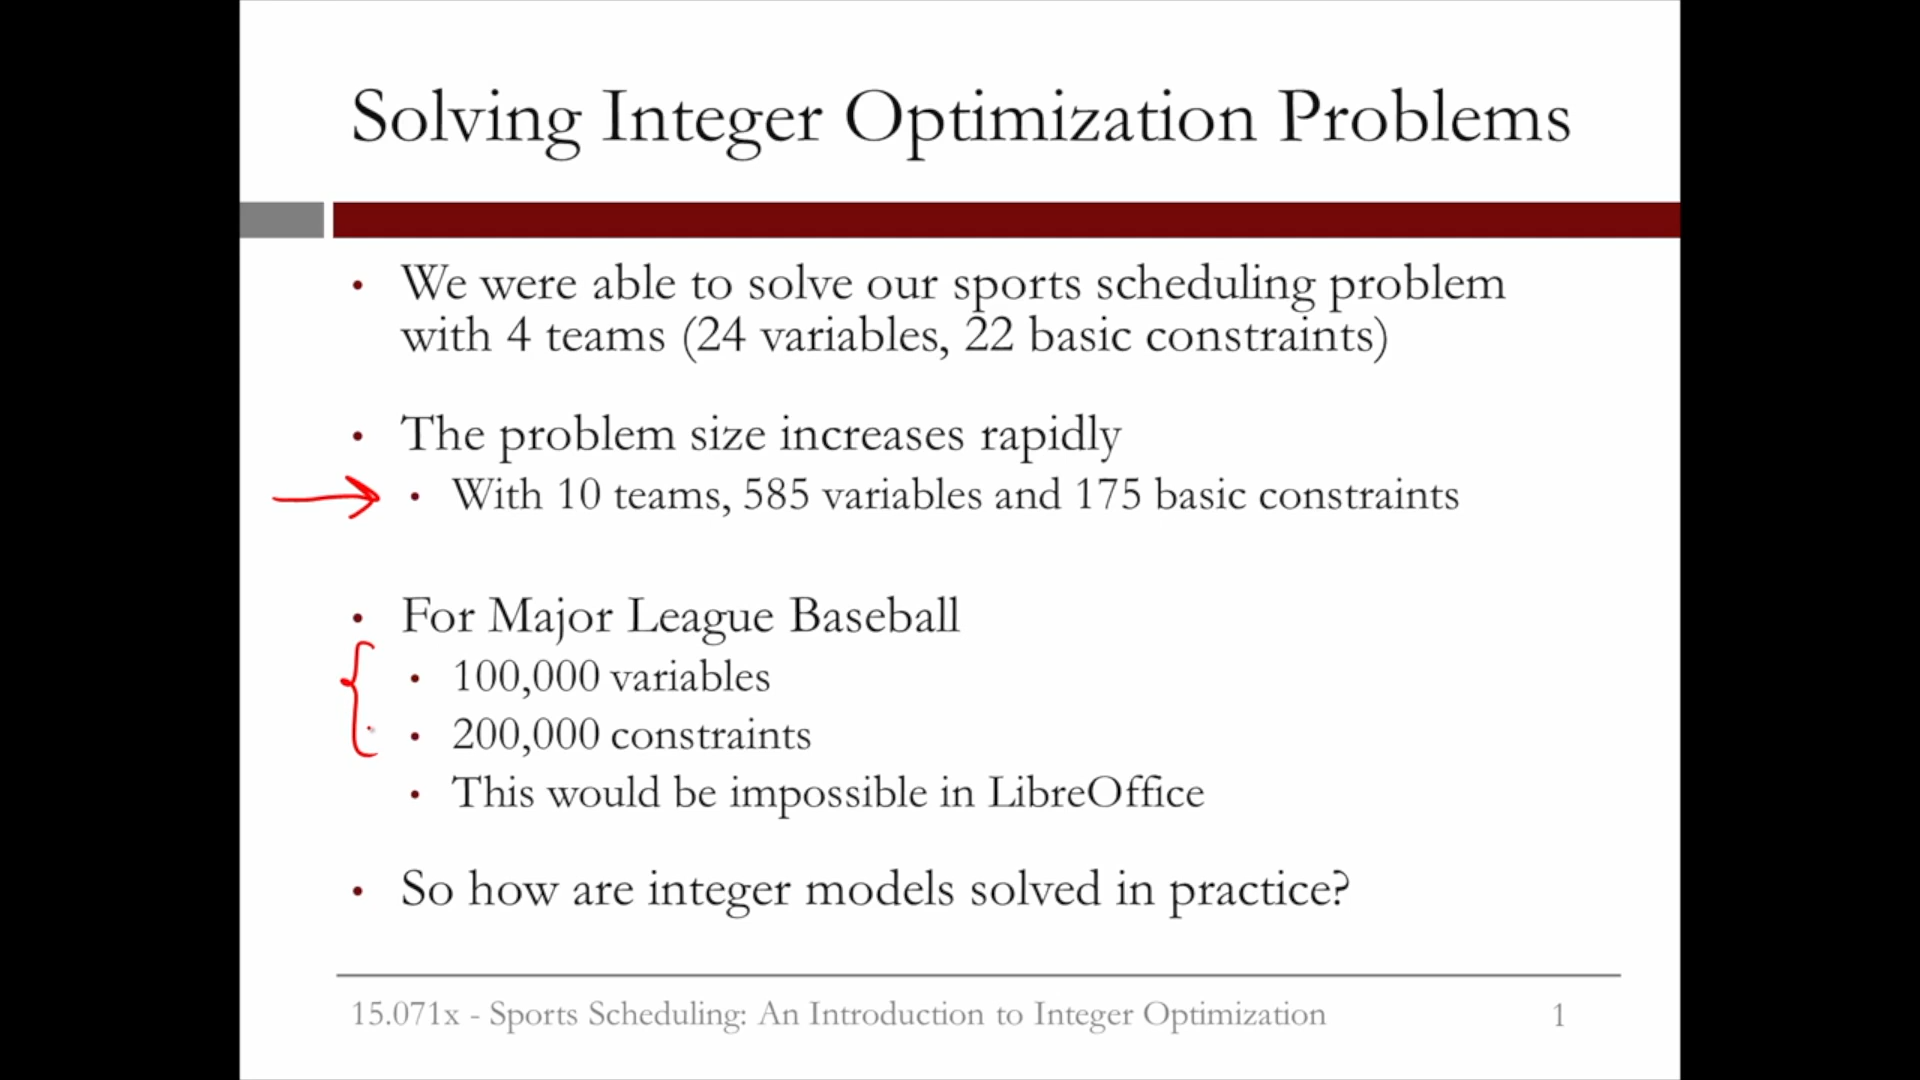 Solving Integer Optimization Problems
• We were able to solve our sports scheduling problem
with 4 teams (24 variables, 22 basic constraints)
• The problem size increases rapidly
• With 10 teams, 585 variables and 175 basic constraints
• For Major League Baseball
• 100,000 variables
• 200,000 constraints
• This would be impossible in LibreOffice
• So how are integer models solved in practice?
15.071x - Sports Scheduling: An Introduction to Integer Optimization 1